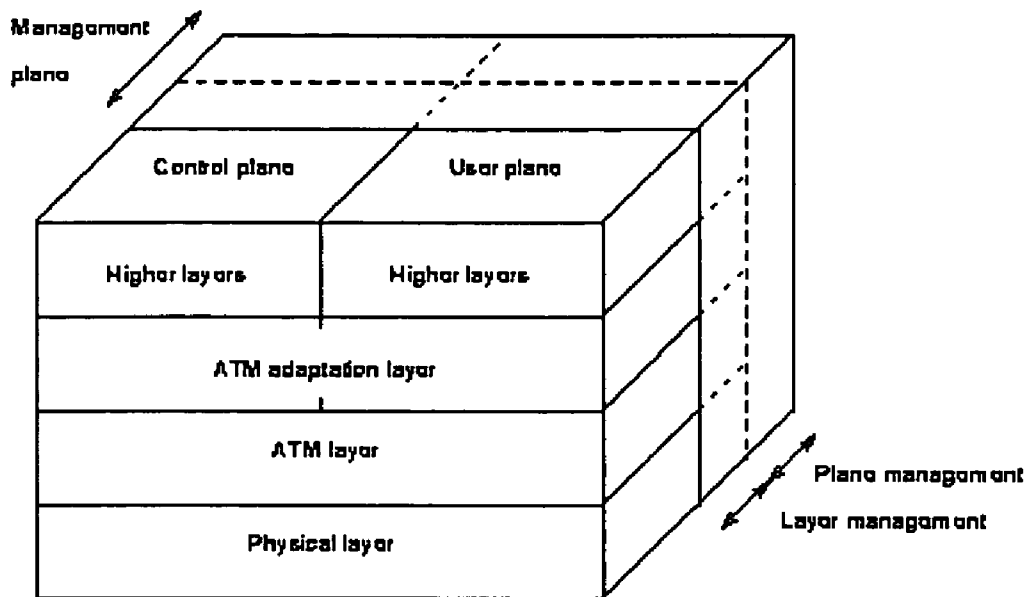 Management
plane
Control plane
User plane
Higher layers
Higher layers
ATM adaptation layer
ATM layer
Physical layer
Plane management
Layer management